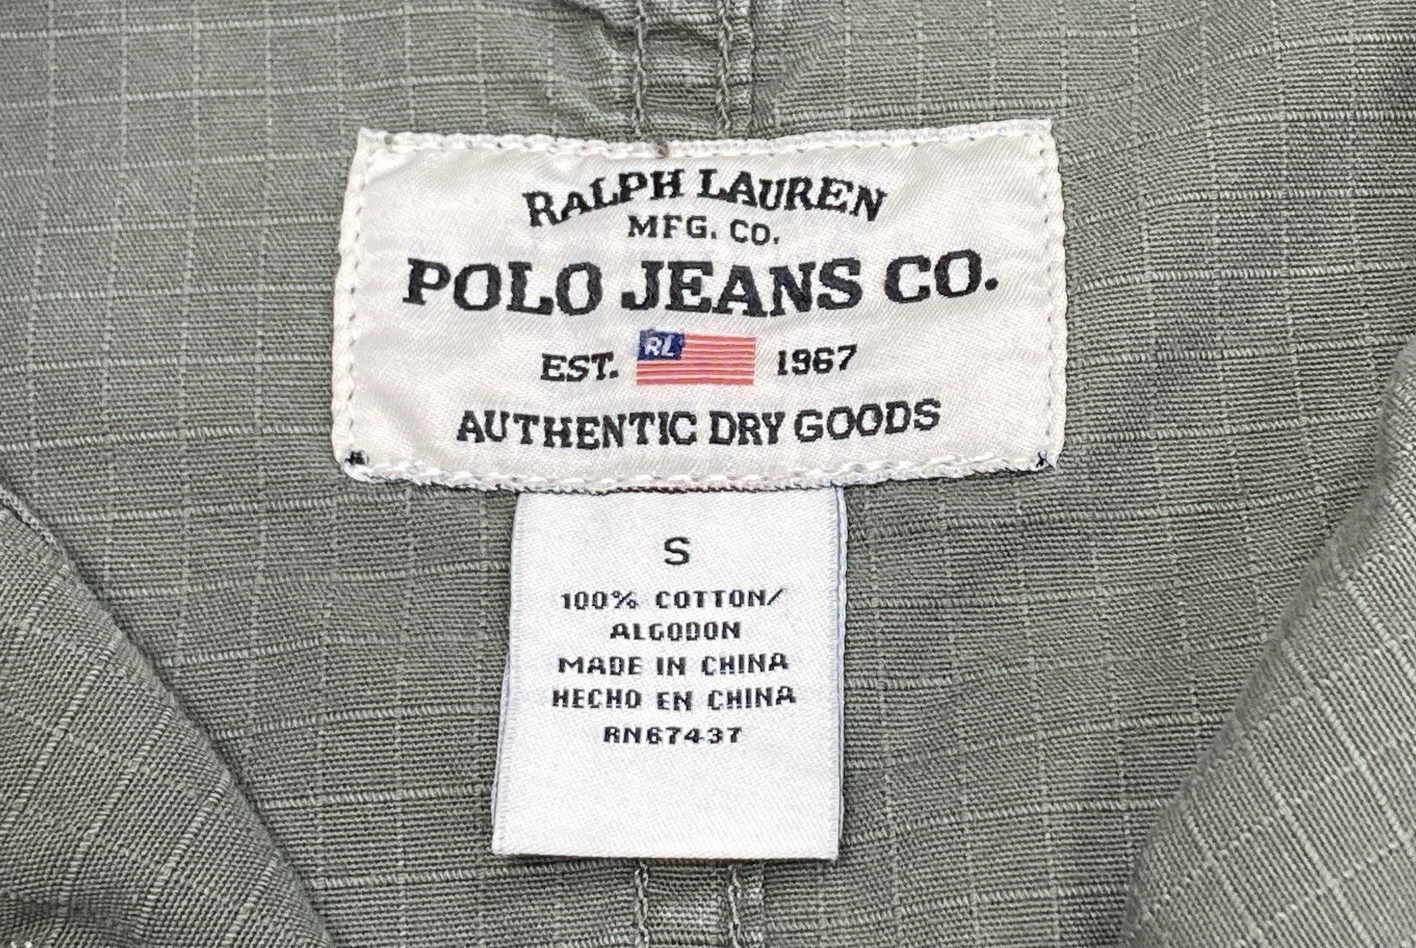 RALPH LAUREN
MFG. CO.
POLO JEANS CO.
EST. RL 1967
AUTHENTIC DRY GOODS
S
100% COTTON/
ALGODON
MADE IN CHINA
HECHO EN CHINA
RN67437